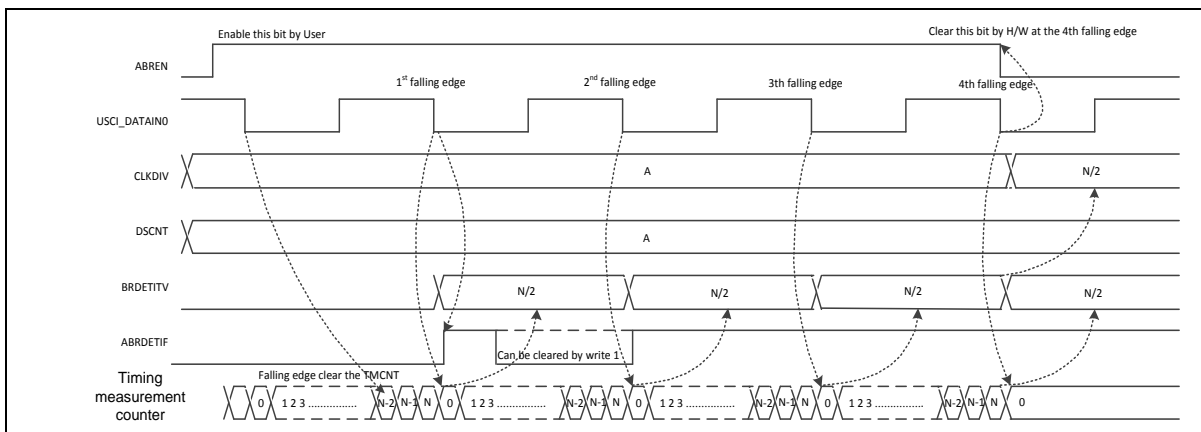 Enable this bit by User
Clear this bit by H/W at the 4th falling edge
ABREN
1st falling edge
2nd falling edge
3th falling edge
4th falling edge
USCI_DATAIN0
CLKDIV
A
N/2
DSCNT
A
BRDETITV
N/2
N/2
N/2
N/2
ABRDETIF
Can be cleared by write 1
Falling edge clear the TMCNT
Timing
measurement
counter
0 1 2 3 ............... N-2 N-1 N 0 1 2 3 ............... N-2 N-1 N 0 1 2 3 ............... N-2 N-1 N 0 1 2 3 ............... N-2 N-1 N 0